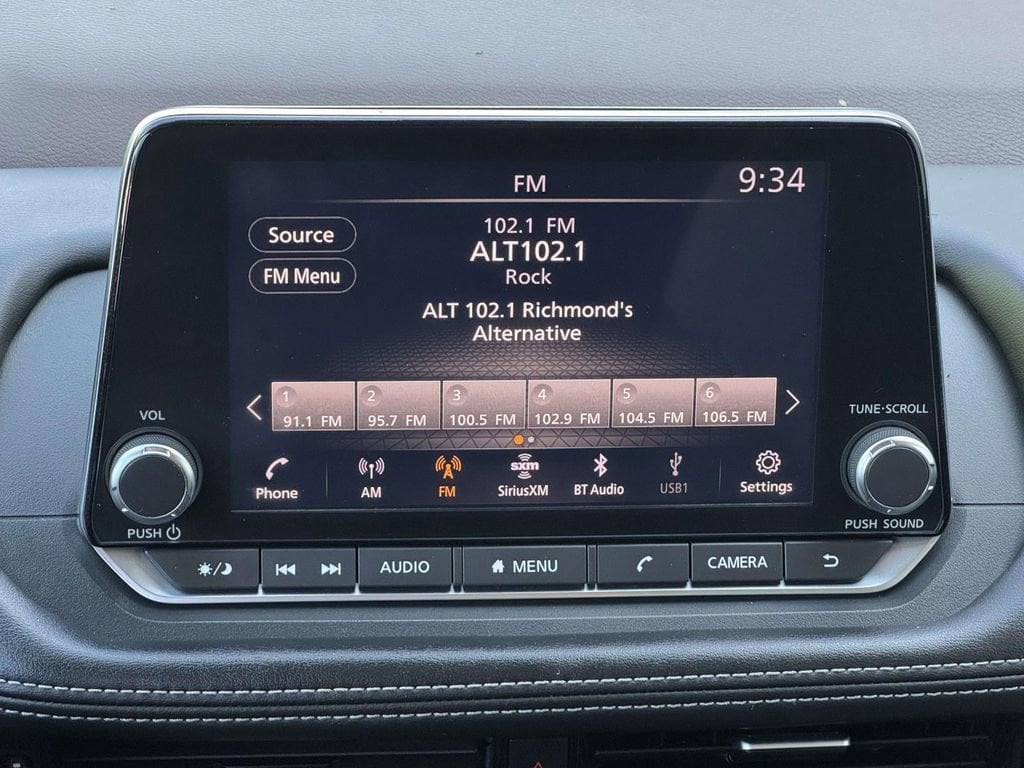 FM
9:34
Source
FM Menu
102.1 FM
ALT102.1
Rock
ALT 102.1 Richmond's
Alternative
1 2 3 4 5 6
91.1 FM 95.7 FM 100.5 FM 102.9 FM 104.5 FM 106.5 FM
Phone AM FM sxm SiriusXM BT Audio USB1 Settings
VOL
PUSH
TUNE·SCROLL
PUSH SOUND
AUDIO MENU CAMERA